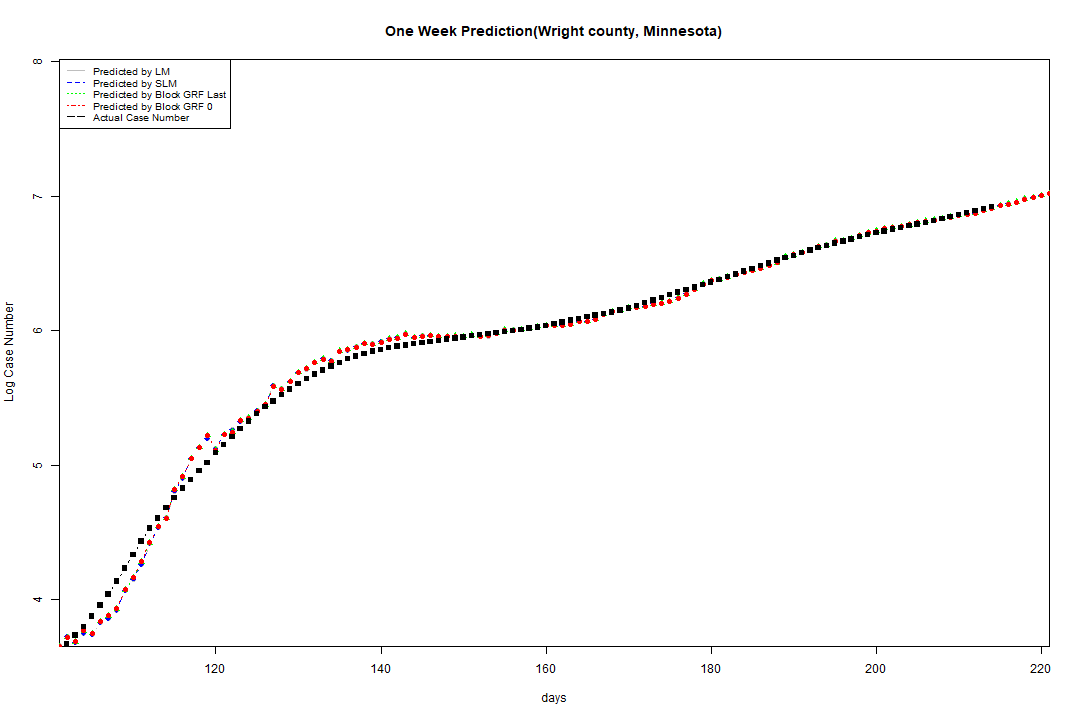 One Week Prediction(Wright county, Minnesota)
8
Predicted by LM
Predicted by SLM
Predicted by Block GRF Last
Predicted by Block GRF 0
Actual Case Number
7
6
5
4
Log Case Number
120 140 160 180 200 220
days